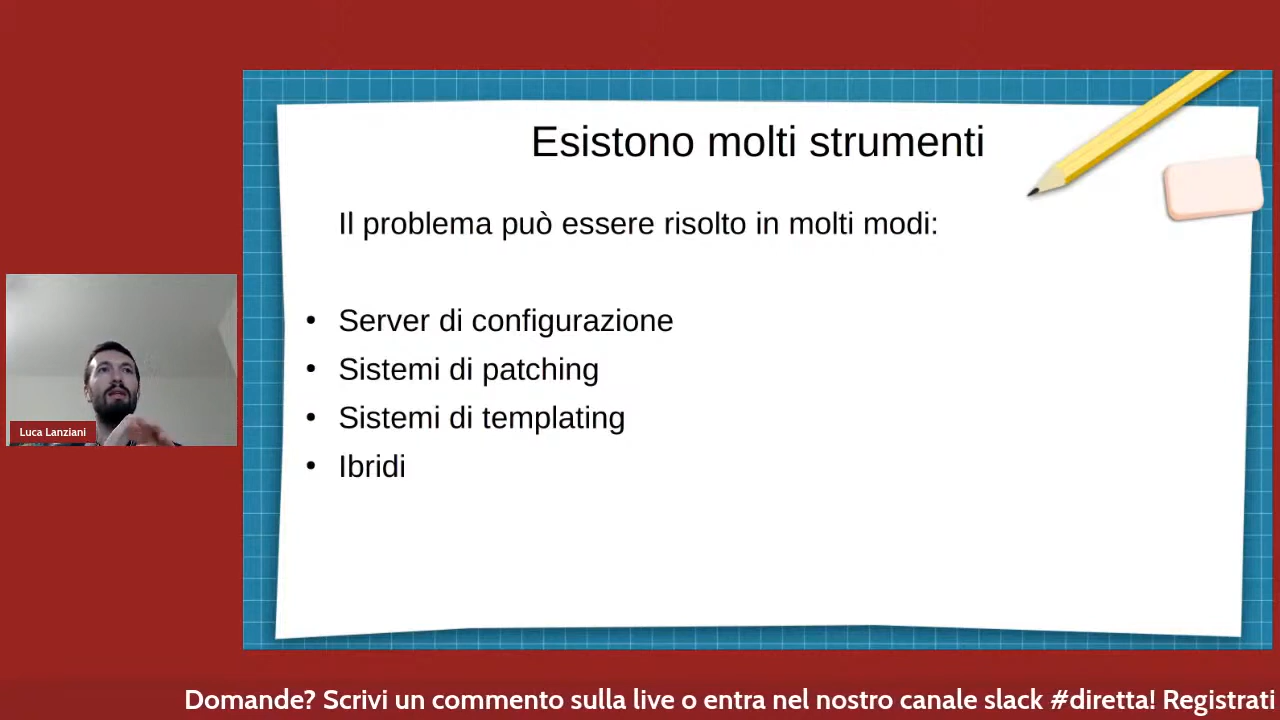 Esistono molti strumenti
Il problema può essere risolto in molti modi:
• Server di configurazione
• Sistemi di patching
• Sistemi di templating
• Ibridi
Luca Lanziani
Domande? Scrivi un commento sulla live o entra nel nostro canale slack #diretta! Registrati